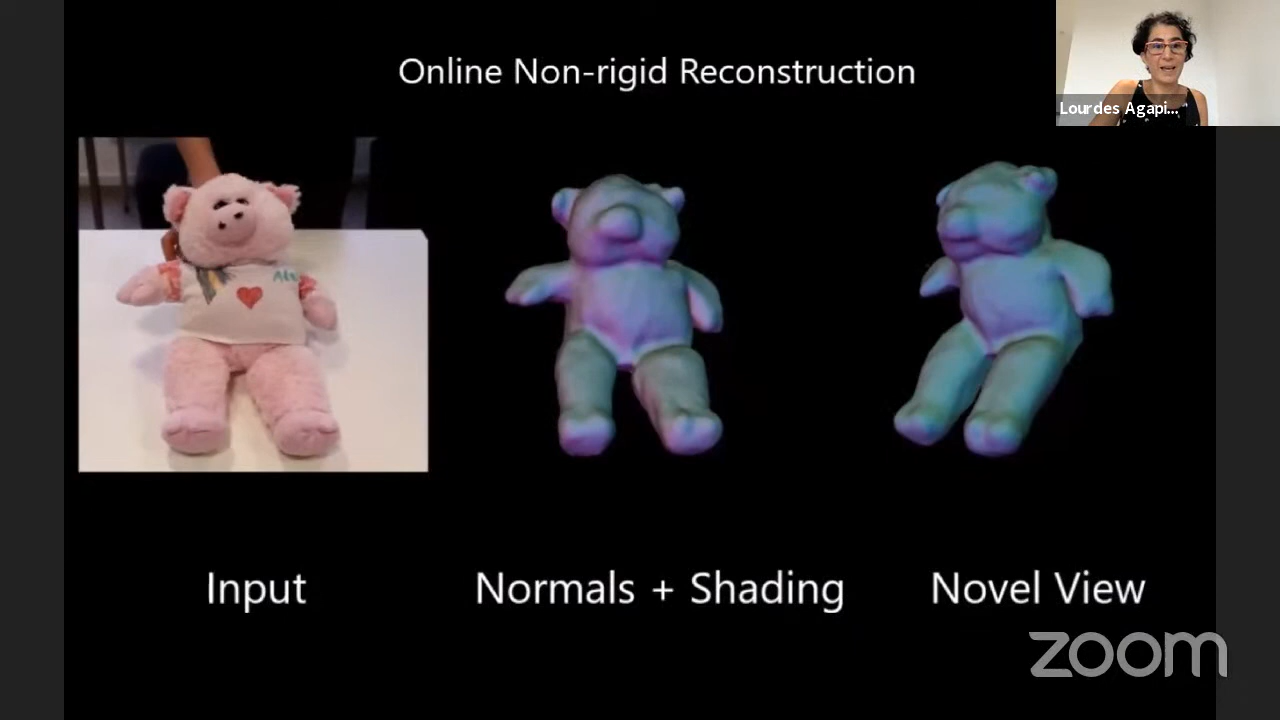 Online Non-rigid Reconstruction
Lourdes Agapi...
Input
Normals + Shading
Novel View
zoom